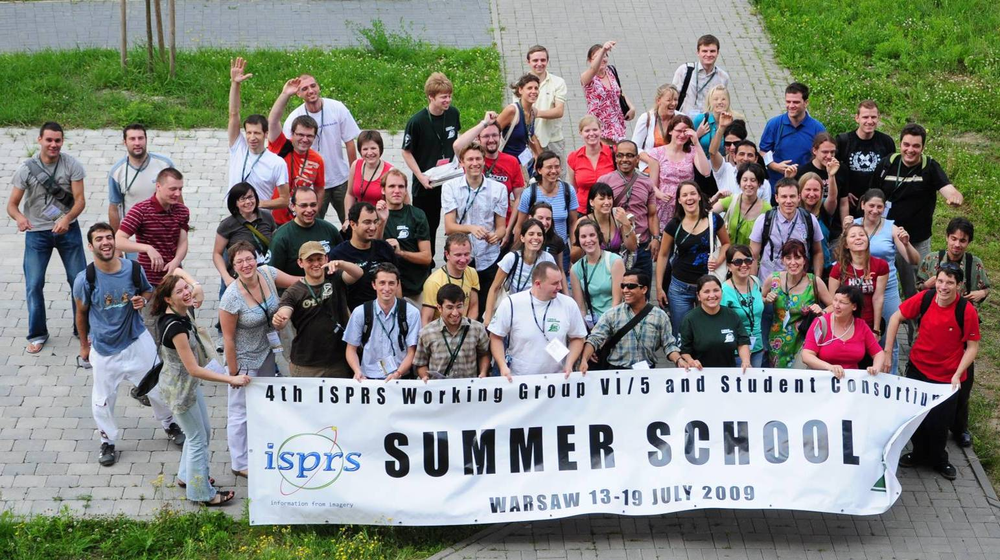 4th ISPRS Working Group VI/5 and Student Consortium
isprs
information from imagery
SUMMER SCHOOL
WARSAW 13-19 JULY 2009